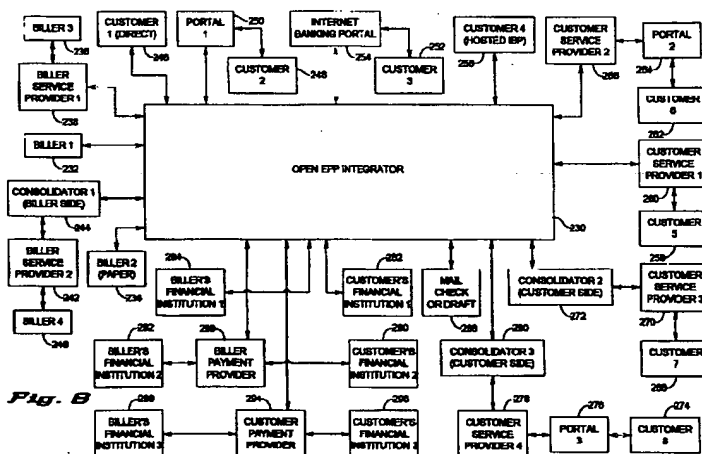 BILLER 3
236
BILLER
SERVICE
PROVIDER 1
238
BILLER 1
232
CONSOLIDATOR 1
(BILLER SIDE)
244
BILLER
SERVICE
PROVIDER 2
242
BILLER 4
BILLER 2
(PAPER)
234
CUSTOMER
1 (DIRECT)
246
PORTAL
1
250
CUSTOMER
2
248
INTERNET
BANKING PORTAL
254
252
CUSTOMER
3
CUSTOMER 4
(HOSTED IBP)
CUSTOMER
SERVICE
PROVIDER 2
266
PORTAL 2
264
CUSTOMER
6
262
CUSTOMER
SERVICE
PROVIDER 1
260
CUSTOMER
5
258
CUSTOMER
SERVICE
PROVIDER 3
270
CUSTOMER
7
OPEN EPP INTEGRATOR
230
284
BILLER'S
FINANCIAL
INSTITUTION 1
282
CUSTOMER'S
FINANCIAL
INSTITUTION 1
MAIL
CHECK
OR DRAFT
CONSOLIDATOR 2
(CUSTOMER SIDE)
272
292
BILLER'S
FINANCIAL
INSTITUTION 2
BILLER
PAYMENT
PROVIDER
CUSTOMER'S
FINANCIAL
INSTITUTION 2
280
CONSOLIDATOR 3
(CUSTOMER SIDE)
Fig. 8
BILLER'S
FINANCIAL
INSTITUTION 3
294
CUSTOMER
PAYMENT
PROVIDER
CUSTOMER'S
FINANCIAL
278
CUSTOMER
SERVICE
PROVIDER 4
276
PORTAL
3
274
CUSTOMER
8